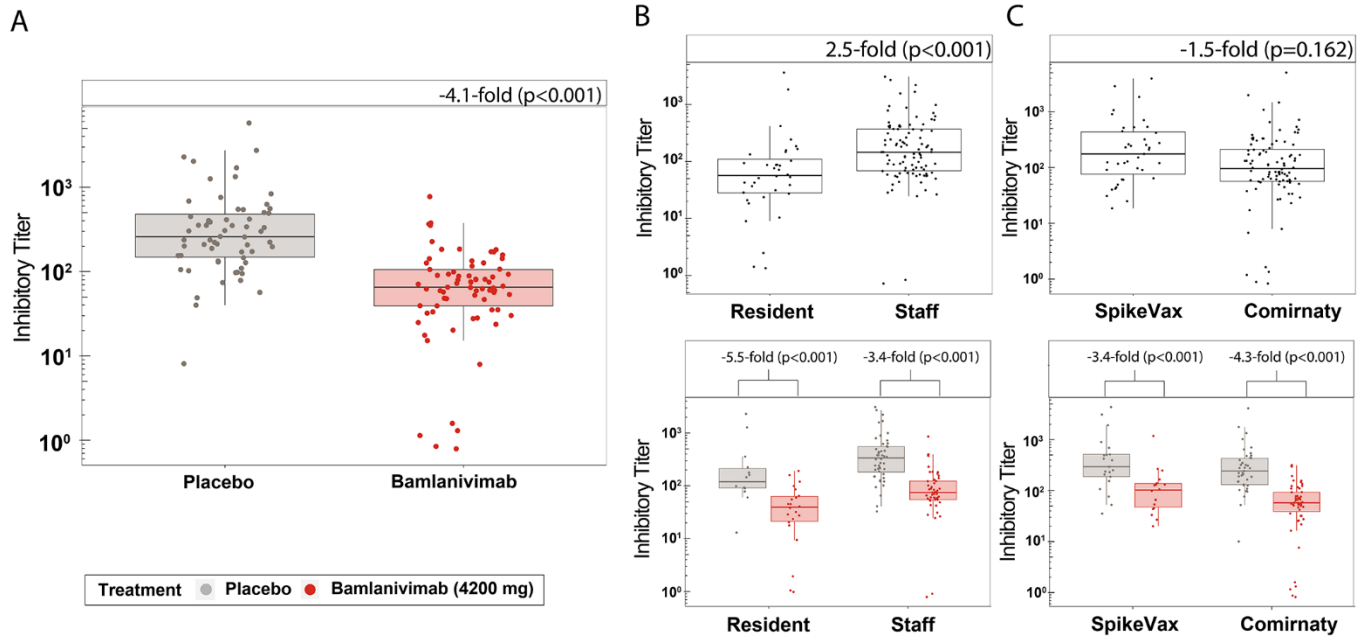 A
-4.1-fold (p<0.001)
Inhibitory Titer
10³
10²
10¹
10⁰
Placebo
Bamlanivimab
Treatment Placebo Bamlanivimab (4200 mg)
B
2.5-fold (p<0.001)
Inhibitory Titer
10³
10²
10¹
10⁰
Resident
Staff
-5.5-fold (p<0.001)
-3.4-fold (p<0.001)
Inhibitory Titer
10³
10²
10¹
10⁰
Resident
Staff
C
-1.5-fold (p=0.162)
Inhibitory Titer
10³
10²
10¹
10⁰
SpikeVax
Comirnaty
-3.4-fold (p<0.001)
-4.3-fold (p<0.001)
Inhibitory Titer
10³
10²
10¹
10⁰
SpikeVax
Comirnaty